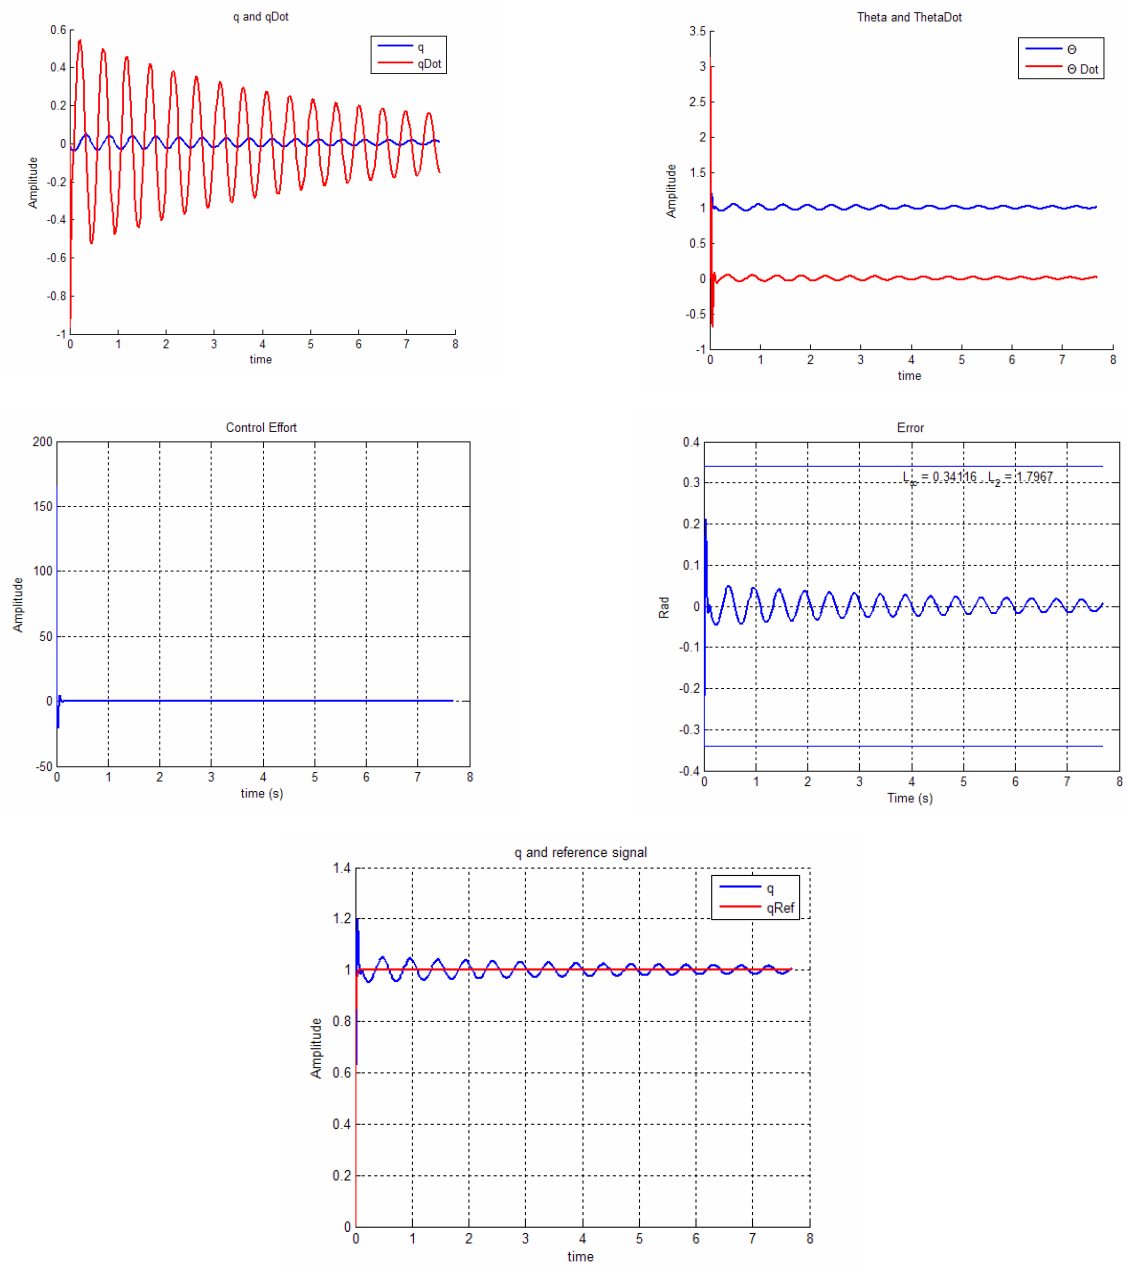 q and qDot
0.6
0.4
0.2
0
-0.2
-0.4
-0.6
-0.8
-1
Amplitude
q
qDot
0 1 2 3 4 5 6 7 8
time
Theta and ThetaDot
3.5
3
2.5
2
1.5
1
0.5
0
-0.5
-1
Amplitude
Θ
Θ Dot
0 1 2 3 4 5 6 7 8
time
Control Effort
200
150
100
50
0
-50
Amplitude
0 1 2 3 4 5 6 7 8
time (s)
Error
0.4
0.3
0.2
0.1
0
-0.1
-0.2
-0.3
-0.4
Rad
L∞ = 0.34116 , L2 = 1.7967
0 1 2 3 4 5 6 7 8
Time (s)
q and reference signal
1.4
1.2
1
0.8
0.6
0.4
0.2
0
Amplitude
q
qRef
0 1 2 3 4 5 6 7 8
time